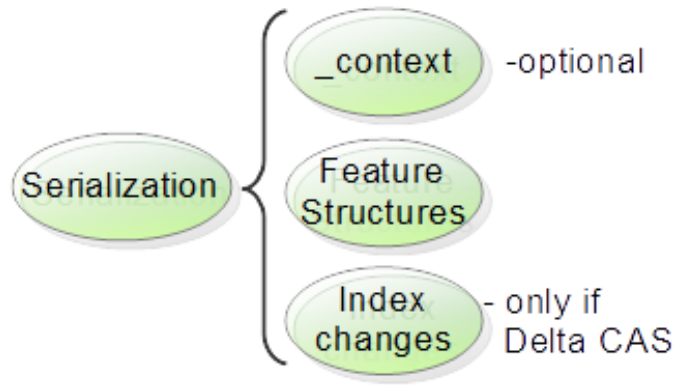 _context -optional
Serialization
Feature
Structures
Index - only if
changes Delta CAS